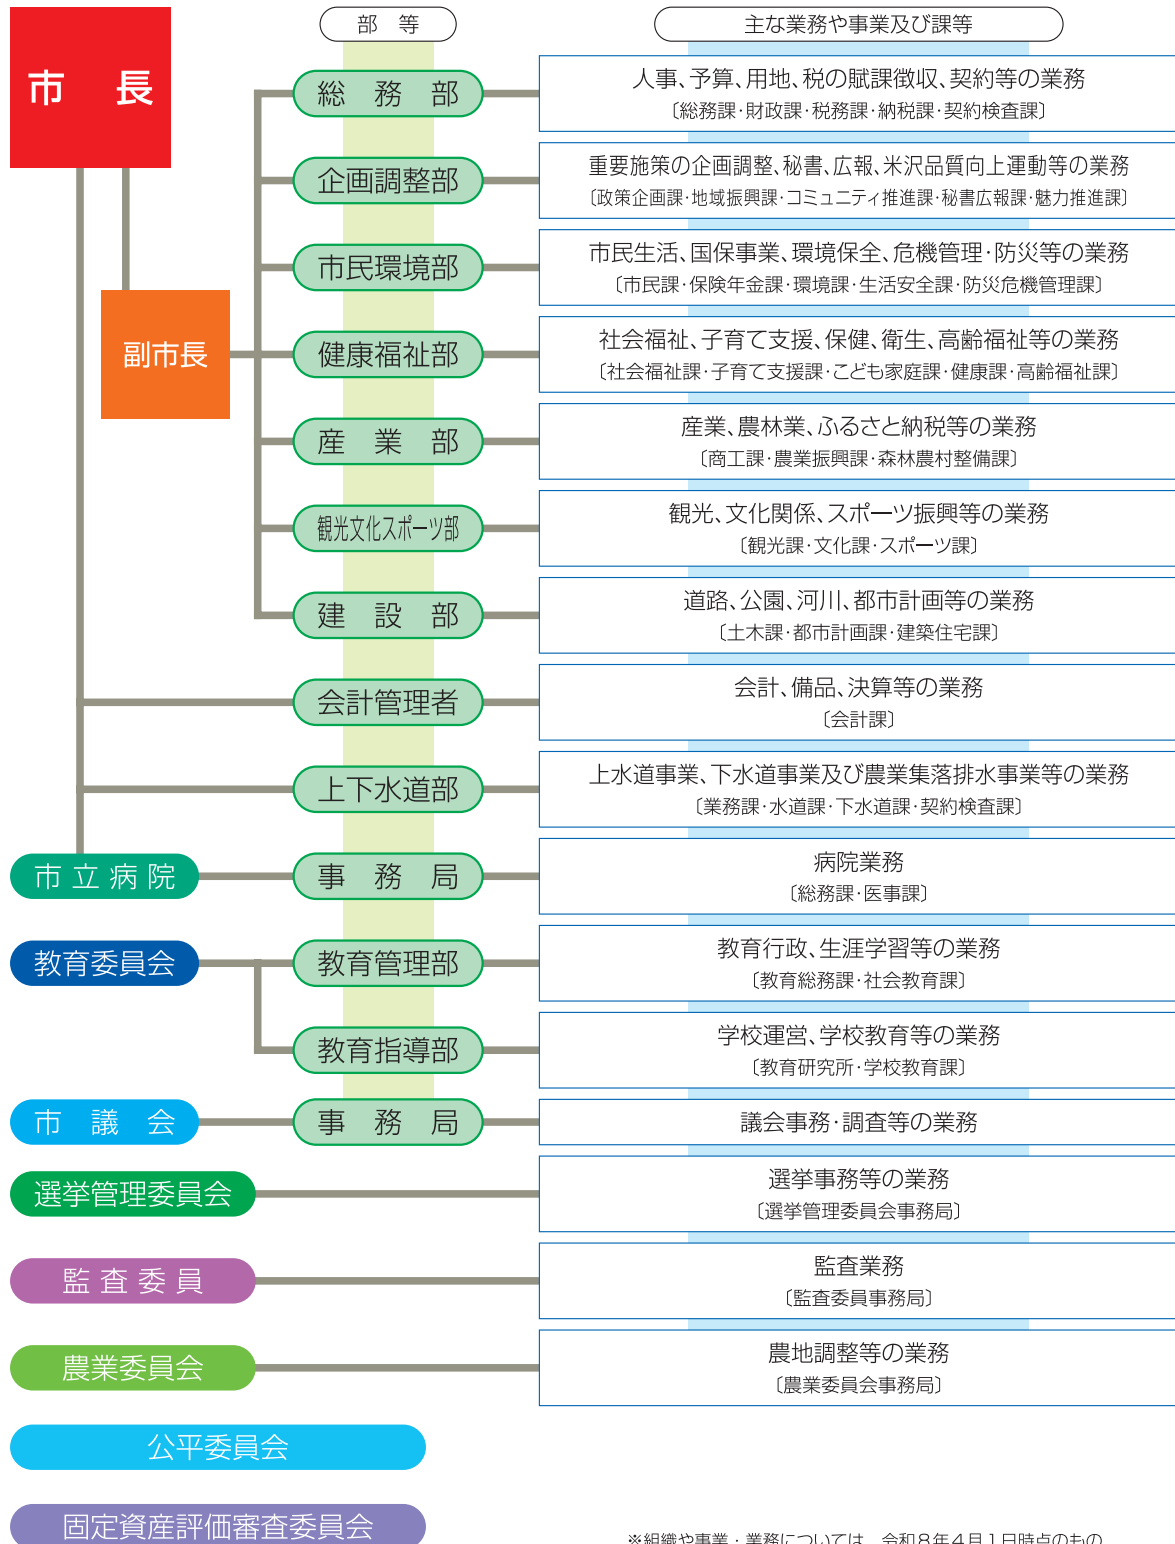 部　等
主な業務や事業及び課等
市　長
総　務　部
人事、予算、用地、税の賦課徴収、契約等の業務
〔総務課・財政課・税務課・納税課・契約検査課〕
企画調整部
重要施策の企画調整、秘書、広報、米沢品質向上運動等の業務
〔政策企画課・地域振興課・コミュニティ推進課・秘書広報課・魅力推進課〕
市民環境部
市民生活、国保事業、環境保全、危機管理・防災等の業務
〔市民課・保険年金課・環境課・生活安全課・防災危機管理課〕
副市長
健康福祉部
社会福祉、子育て支援、保健、衛生、高齢福祉等の業務
〔社会福祉課・子育て支援課・こども家庭課・健康課・高齢福祉課〕
産　業　部
産業、農林業、ふるさと納税等の業務
〔商工課・農業振興課・森林農村整備課〕
観光文化スポーツ部
観光、文化関係、スポーツ振興等の業務
〔観光課・文化課・スポーツ課〕
建　設　部
道路、公園、河川、都市計画等の業務
〔土木課・都市計画課・建築住宅課〕
会計管理者
会計、備品、決算等の業務
〔会計課〕
上下水道部
上水道事業、下水道事業及び農業集落排水事業等の業務
〔業務課・水道課・下水道課・契約検査課〕
市立病院
事　務　局
病院業務
〔総務課・医事課〕
教育委員会
教育管理部
教育行政、生涯学習等の業務
〔教育総務課・社会教育課〕
教育指導部
学校運営、学校教育等の業務
〔教育研究所・学校教育課〕
市　議　会
事　務　局
議会事務・調査等の業務
選挙管理委員会
選挙事務等の業務
〔選挙管理委員会事務局〕
監査委員
監査業務
〔監査委員事務局〕
農業委員会
農地調整等の業務
〔農業委員会事務局〕
公平委員会
固定資産評価審査委員会
※組織や事業・業務については、令和8年4月1日時点のもの